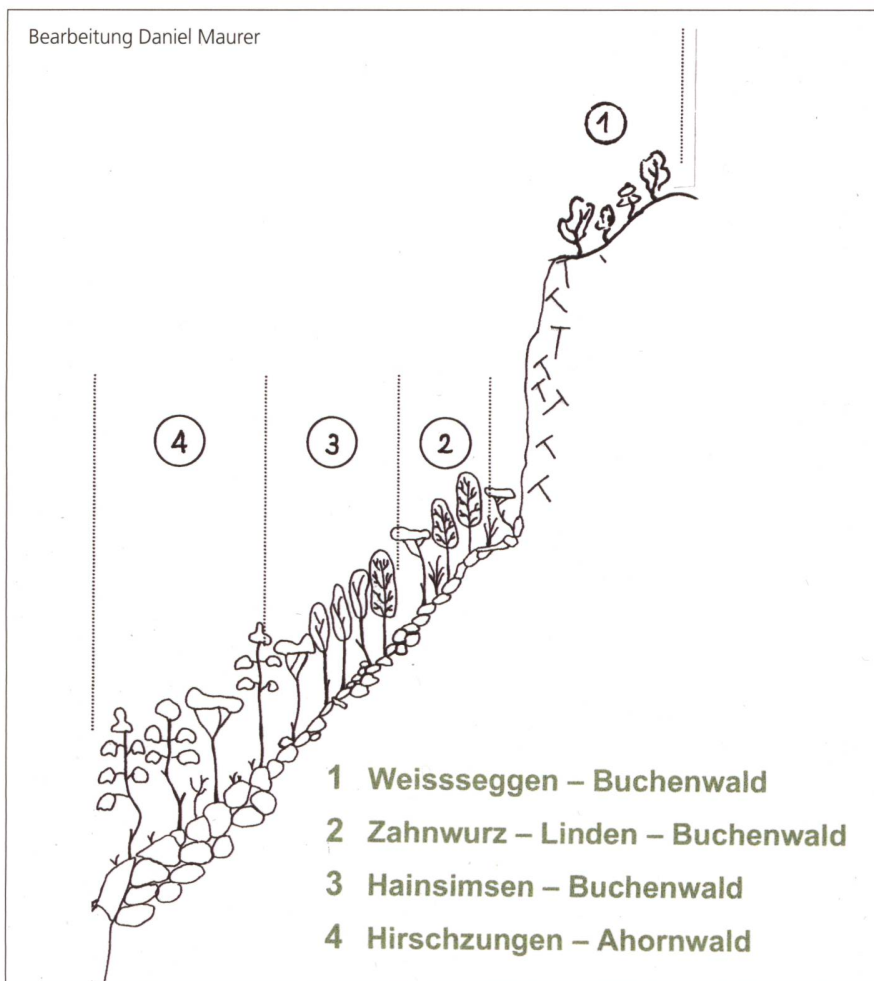 Bearbeitung Daniel Maurer
1
4
3
2
1 Weissseggen – Buchenwald
2 Zahnwurz – Linden – Buchenwald
3 Hainsimsen – Buchenwald
4 Hirschzungen – Ahornwald